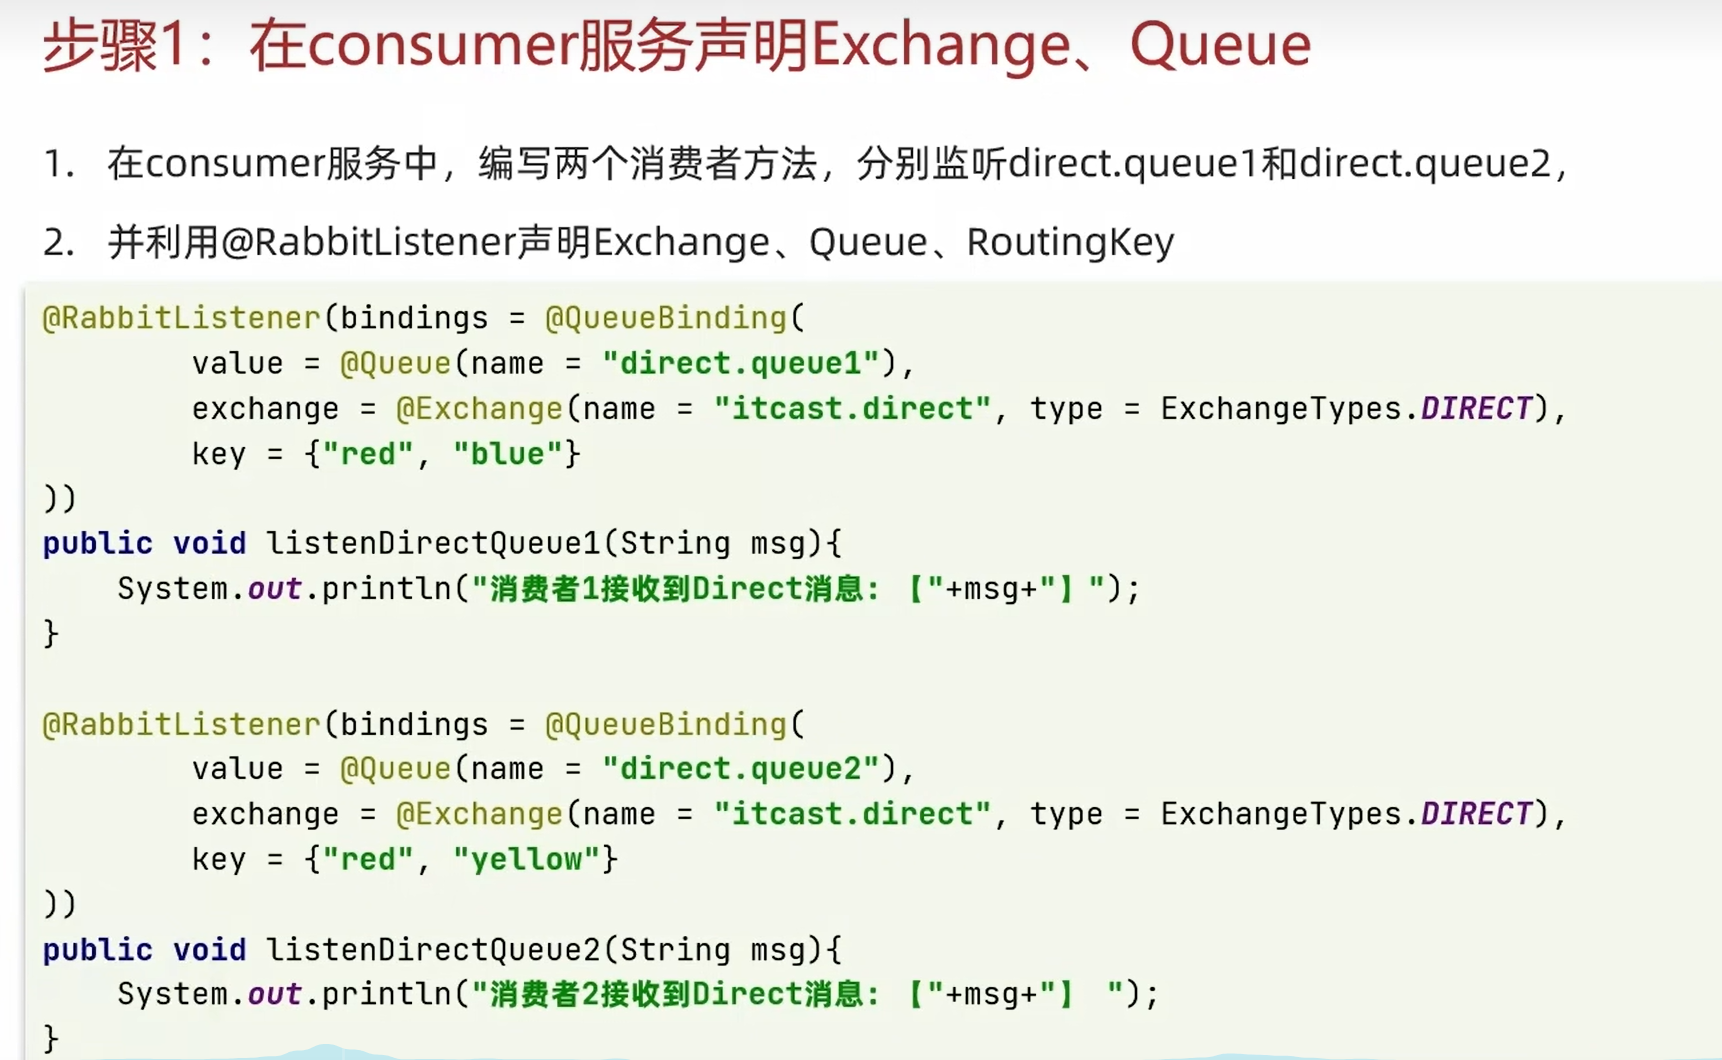 步骤1：在consumer服务声明Exchange、Queue
1. 在consumer服务中，编写两个消费者方法，分别监听direct.queue1和direct.queue2，
2. 并利用@RabbitListener声明Exchange、Queue、RoutingKey
@RabbitListener(bindings = @QueueBinding(
        value = @Queue(name = "direct.queue1"),
        exchange = @Exchange(name = "itcast.direct", type = ExchangeTypes.DIRECT),
        key = {"red", "blue"}
))
public void listenDirectQueue1(String msg){
    System.out.println("消费者1接收到Direct消息：【"+msg+"】");
}
@RabbitListener(bindings = @QueueBinding(
        value = @Queue(name = "direct.queue2"),
        exchange = @Exchange(name = "itcast.direct", type = ExchangeTypes.DIRECT),
        key = {"red", "yellow"}
))
public void listenDirectQueue2(String msg){
    System.out.println("消费者2接收到Direct消息：【"+msg+"】 ");
}